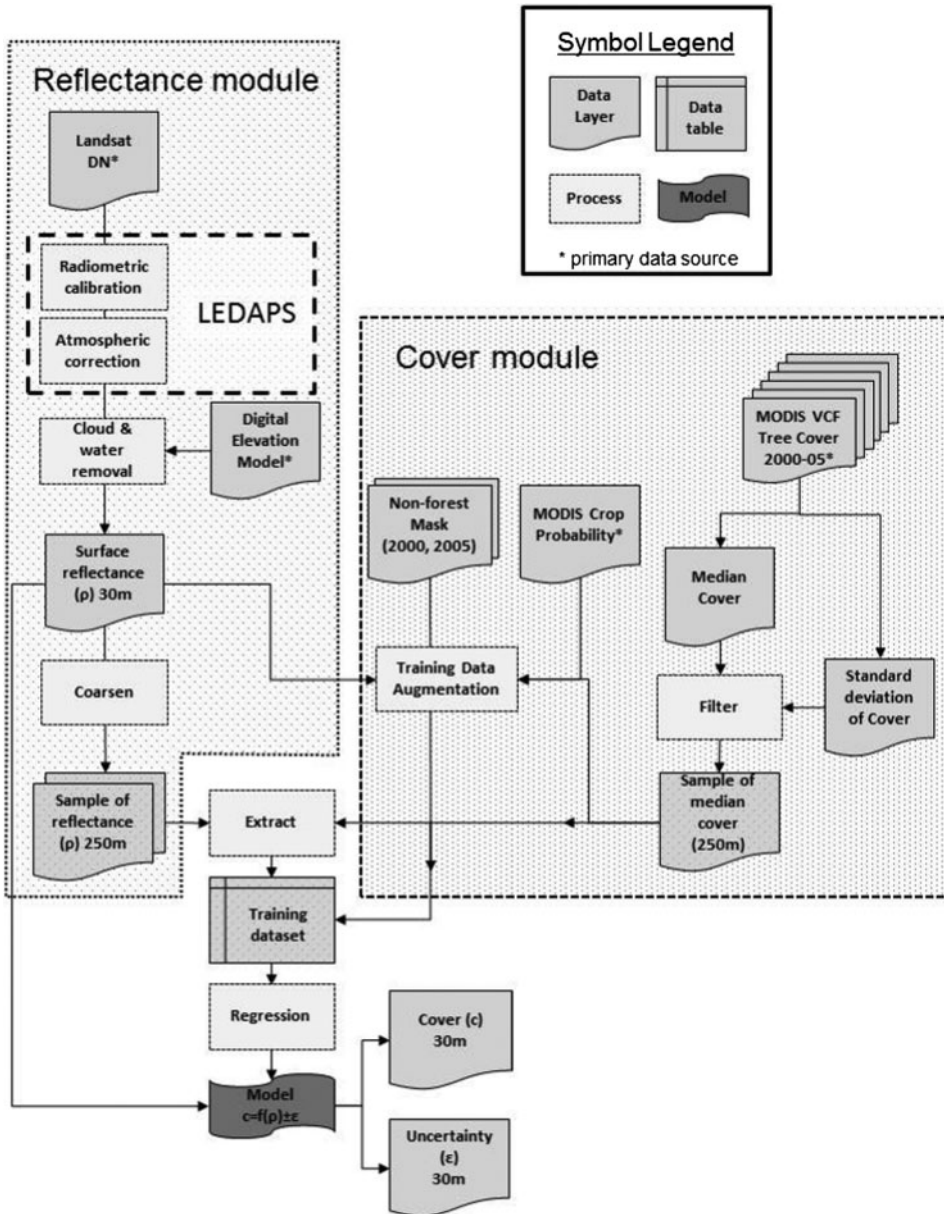 Symbol Legend
Data
Layer
Data
table
Process
Model
* primary data source
Reflectance module
Landsat
DN*
Radiometric
calibration
LEDAPS
Atmospheric
correction
Cloud &
water
removal
Digital
Elevation
Model*
Surface
reflectance
(ρ) 30m
Coarsen
Sample of
reflectance
(ρ) 250m
Cover module
MODIS VCF
Tree Cover
2000-05*
Non-forest
Mask
(2000, 2005)
MODIS Crop
Probability*
Median
Cover
Training Data
Augmentation
Filter
Standard
deviation
of Cover
Sample of
median
cover
(250m)
Extract
Training
dataset
Regression
Model
c=f(ρ)±ε
Cover (c)
30m
Uncertainty
(ε)
30m